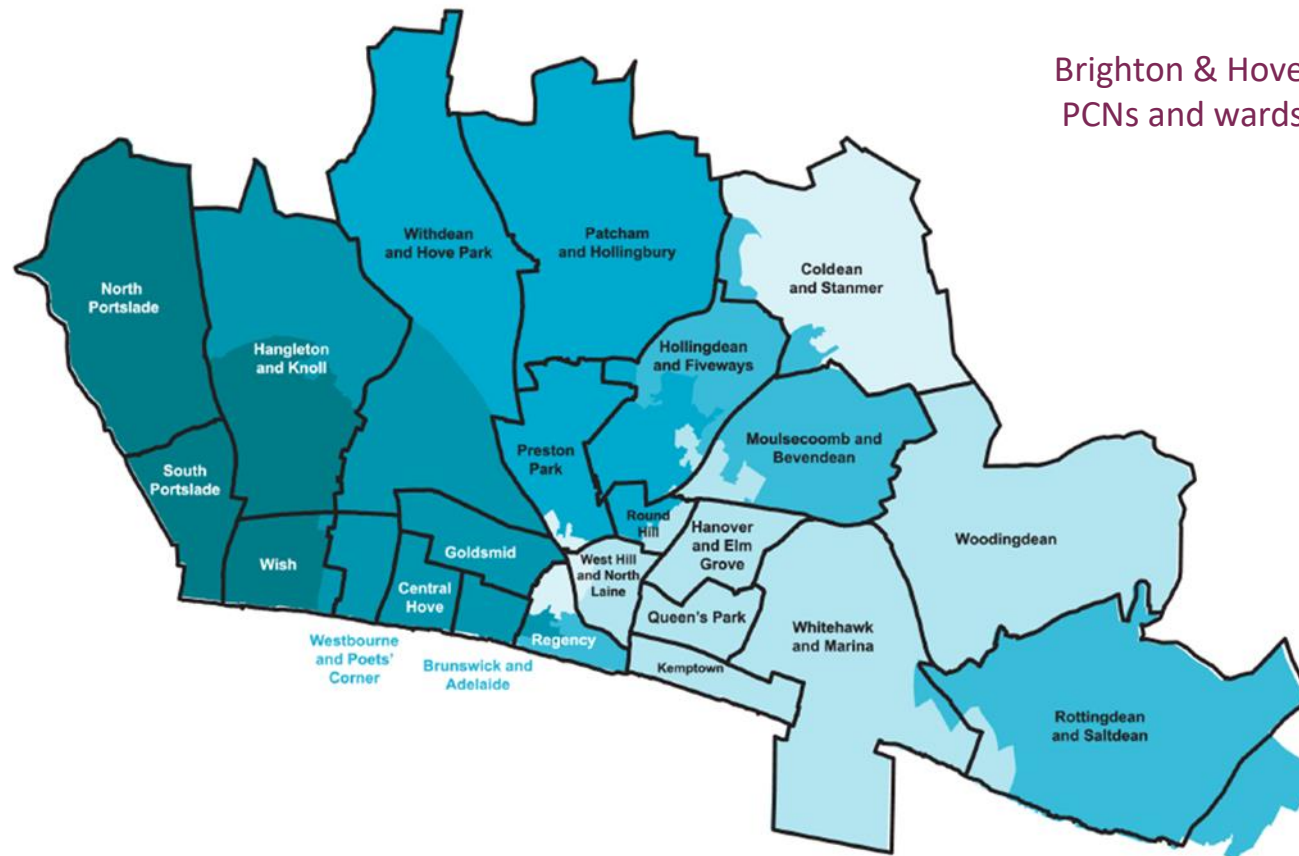 Brighton & Hove
PCNs and wards
Withdean
and Hove Park
Patcham
and Hollingbury
Coldean
and Stanmer
North
Portslade
Hangleton
and Knoll
Hollingdean
and Fiveways
Moulsecoomb and
Bevendean
Preston
Park
South
Portslade
Round
Hill
Hanover
and Elm
Grove
Woodingdean
Goldsmid
West Hill
and North
Laine
Wish
Central
Hove
Queen's Park
Whitehawk
and Marina
Regency
Westbourne
and Poets'
Corner
Brunswick and
Adelaide
Kemptown
Rottingdean
and Saltdean